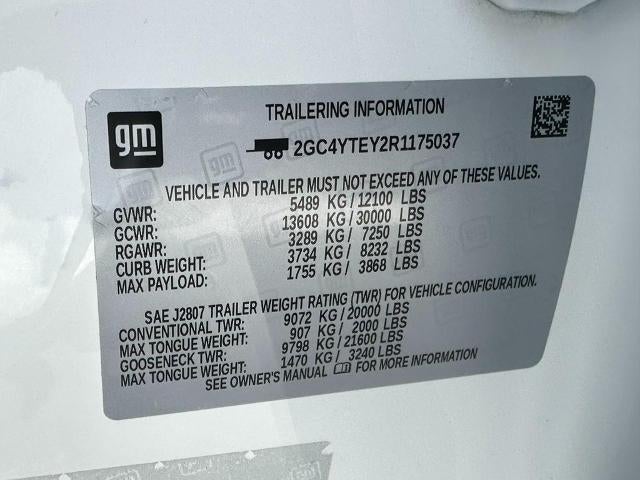 gm
TRAILERING INFORMATION
2GC4YTEY2R1175037
VEHICLE AND TRAILER MUST NOT EXCEED ANY OF THESE VALUES.
GVWR: 5489 KG / 12100 LBS
GCWR: 13608 KG / 30000 LBS
RGAWR: 3289 KG / 7250 LBS
CURB WEIGHT: 3734 KG / 8232 LBS
MAX PAYLOAD: 1755 KG / 3868 LBS
SAE J2807 TRAILER WEIGHT RATING (TWR) FOR VEHICLE CONFIGURATION.
CONVENTIONAL TWR: 9072 KG / 20000 LBS
MAX TONGUE WEIGHT: 907 KG / 2000 LBS
GOOSENECK TWR: 9798 KG / 21600 LBS
MAX TONGUE WEIGHT: 1470 KG / 3240 LBS
SEE OWNER'S MANUAL FOR MORE INFORMATION